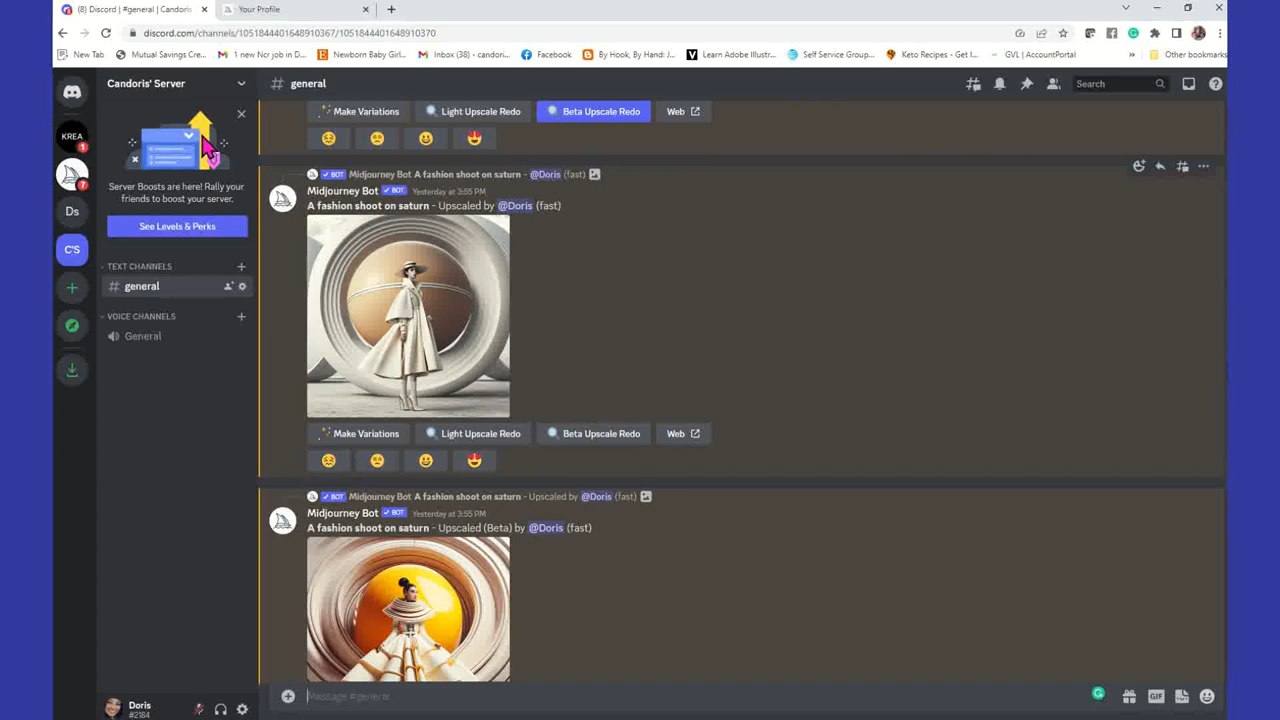 (8) Discord | #general | Candoris
Your Profile
discord.com/channels/1051844401648910367/1051844401648910370
New Tab
Mutual Savings Cre...
1 new Ncr job in D...
Newborn Baby Girl...
Inbox (38) - candori...
Facebook
By Hook, By Hand: J...
Learn Adobe Illustr...
Self Service Group...
Keto Recipes - Get I...
GVL | AccountPortal
Other bookmarks
Candoris' Server
general
Search
Make Variations
Light Upscale Redo
Beta Upscale Redo
Web
KREA
1
7
Ds
C'S
Server Boosts are here! Rally your
friends to boost your server.
See Levels & Perks
TEXT CHANNELS
general
VOICE CHANNELS
General
BOT Midjourney Bot A fashion shoot on saturn - @Doris (fast)
Midjourney Bot BOT Yesterday at 3:55 PM
A fashion shoot on saturn - Upscaled by @Doris (fast)
Make Variations
Light Upscale Redo
Beta Upscale Redo
Web
BOT Midjourney Bot A fashion shoot on saturn - Upscaled by @Doris (fast)
Midjourney Bot BOT Yesterday at 3:55 PM
A fashion shoot on saturn - Upscaled (Beta) by @Doris (fast)
Message #general
GIF
Doris
#2184